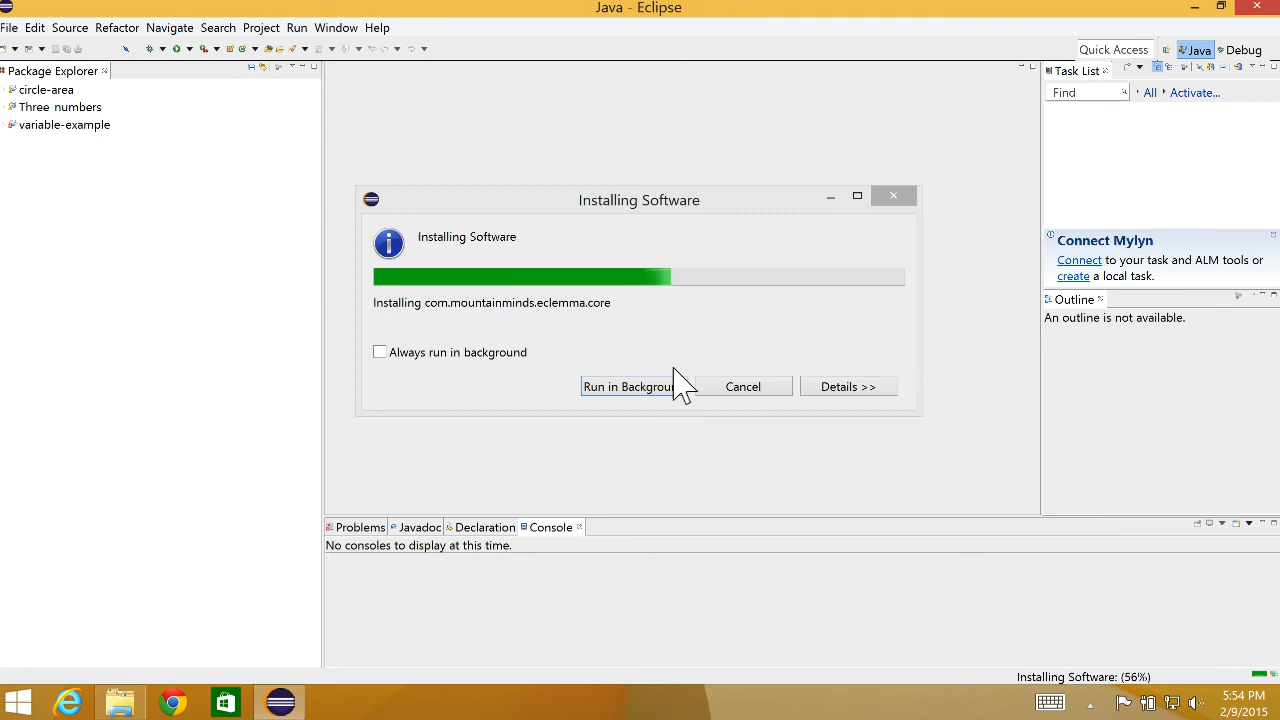 Java - Eclipse
File Edit Source Refactor Navigate Search Project Run Window Help
Quick Access Java Debug
Package Explorer
circle-area
Three numbers
variable-example
Task List
Find All Activate...
Installing Software
Installing Software
Installing com.mountainminds.eclemma.core
Always run in background
Run in Backgroun Cancel Details >>
Connect Mylyn
Connect to your task and ALM tools or
create a local task.
Outline
An outline is not available.
Problems Javadoc Declaration Console
No consoles to display at this time.
Installing Software: (56%)
5:54 PM
2/9/2015